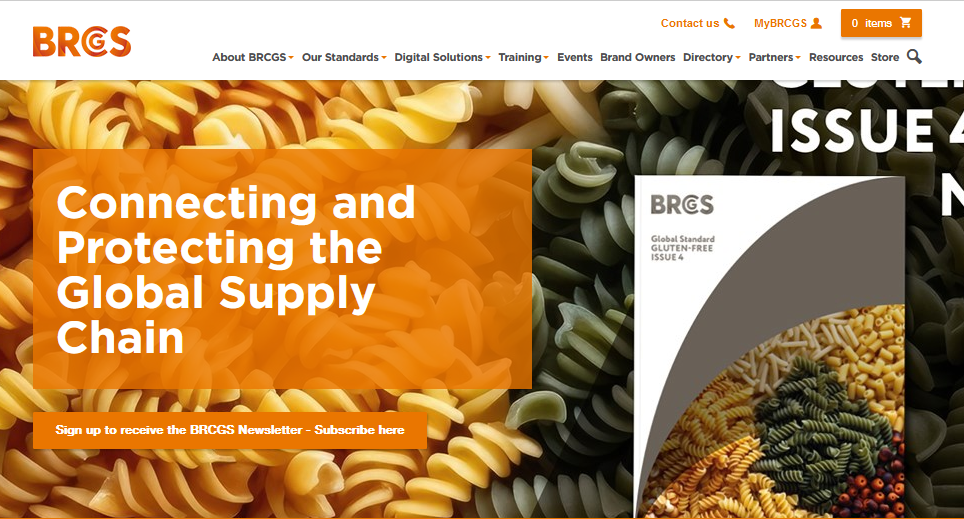 BRCGS
Contact us
MyBRCGS
0 items
About BRCGS Our Standards Digital Solutions Training Events Brand Owners Directory Partners Resources Store
ISSUE 4
Connecting and
Protecting the
Global Supply
Chain
Sign up to receive the BRCGS Newsletter - Subscribe here
BRCGS
Global Standard
GLUTEN-FREE
ISSUE 4